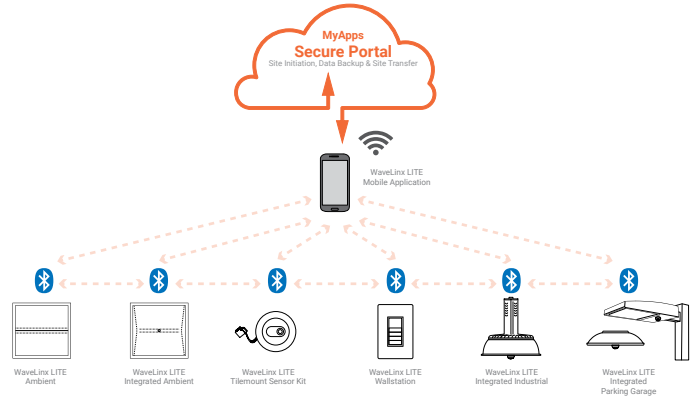 MyApps
Secure Portal
Site Initiation, Data Backup & Site Transfer
WaveLinx LITE
Mobile Application
WaveLinx LITE
Ambient
WaveLinx LITE
Integrated Ambient
WaveLinx LITE
Tilemount Sensor Kit
WaveLinx LITE
Wallstation
WaveLinx LITE
Integrated Industrial
WaveLinx LITE
Integrated
Parking Garage